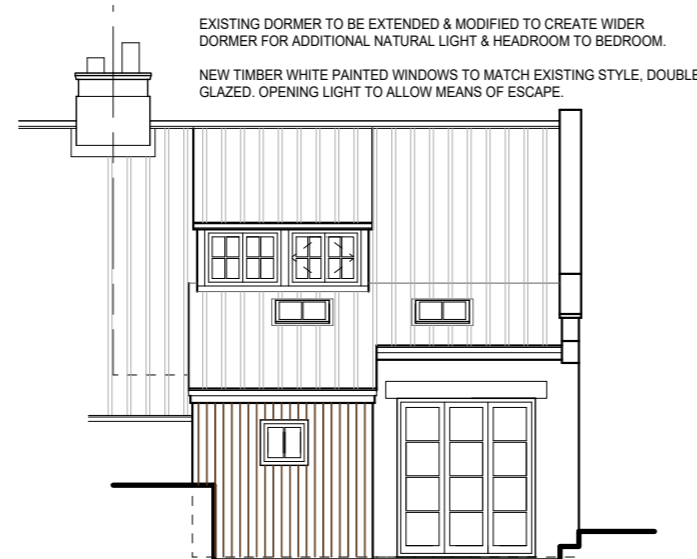 EXISTING DORMER TO BE EXTENDED & MODIFIED TO CREATE WIDER
DORMER FOR ADDITIONAL NATURAL LIGHT & HEADROOM TO BEDROOM.
NEW TIMBER WHITE PAINTED WINDOWS TO MATCH EXISTING STYLE, DOUBLE
GLAZED. OPENING LIGHT TO ALLOW MEANS OF ESCAPE.